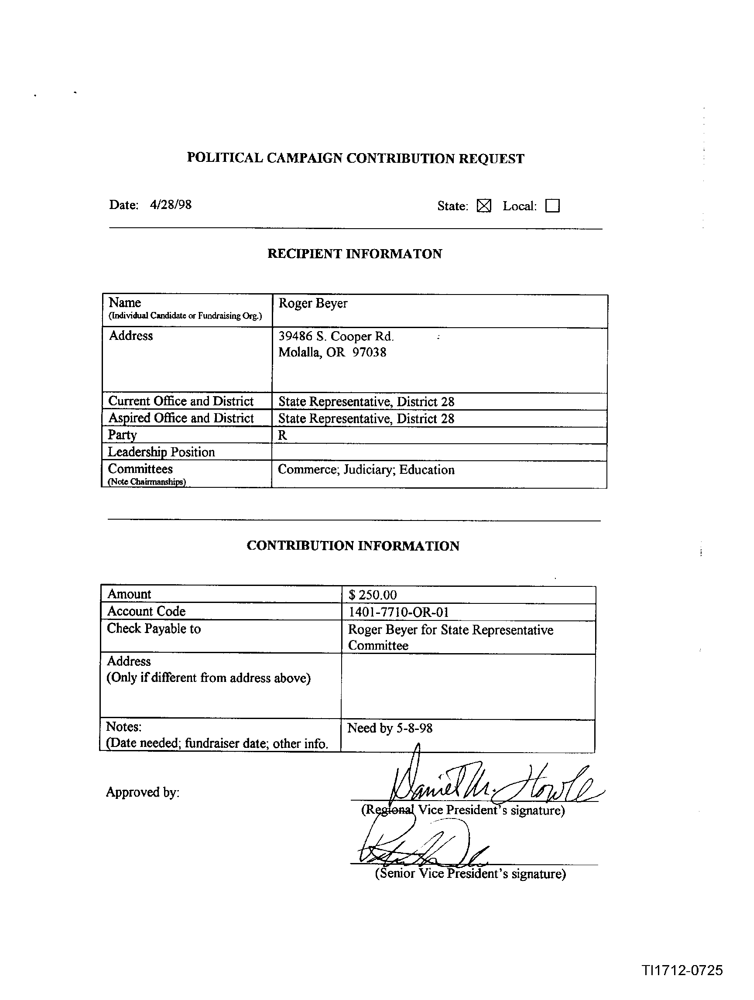 POLITICAL CAMPAIGN CONTRIBUTION REQUEST
Date: 4/28/98 State: ☒ Local: ☐
RECIPIENT INFORMATON
Name Roger Beyer
(Individual Candidate or Fundraising Org.)
Address 39486 S. Cooper Rd.
Molalla, OR 97038
Current Office and District State Representative, District 28
Aspired Office and District State Representative, District 28
Party R
Leadership Position
Committees Commerce; Judiciary; Education
(Note Chairmanships)
CONTRIBUTION INFORMATION
Amount $ 250.00
Account Code 1401-7710-OR-01
Check Payable to Roger Beyer for State Representative
Committee
Address
(Only if different from address above)
Notes: Need by 5-8-98
(Date needed; fundraiser date; other info.
Daniel M. Howle
Approved by:
(Regional Vice President's signature)
(Senior Vice President's signature)
TI1712-0725